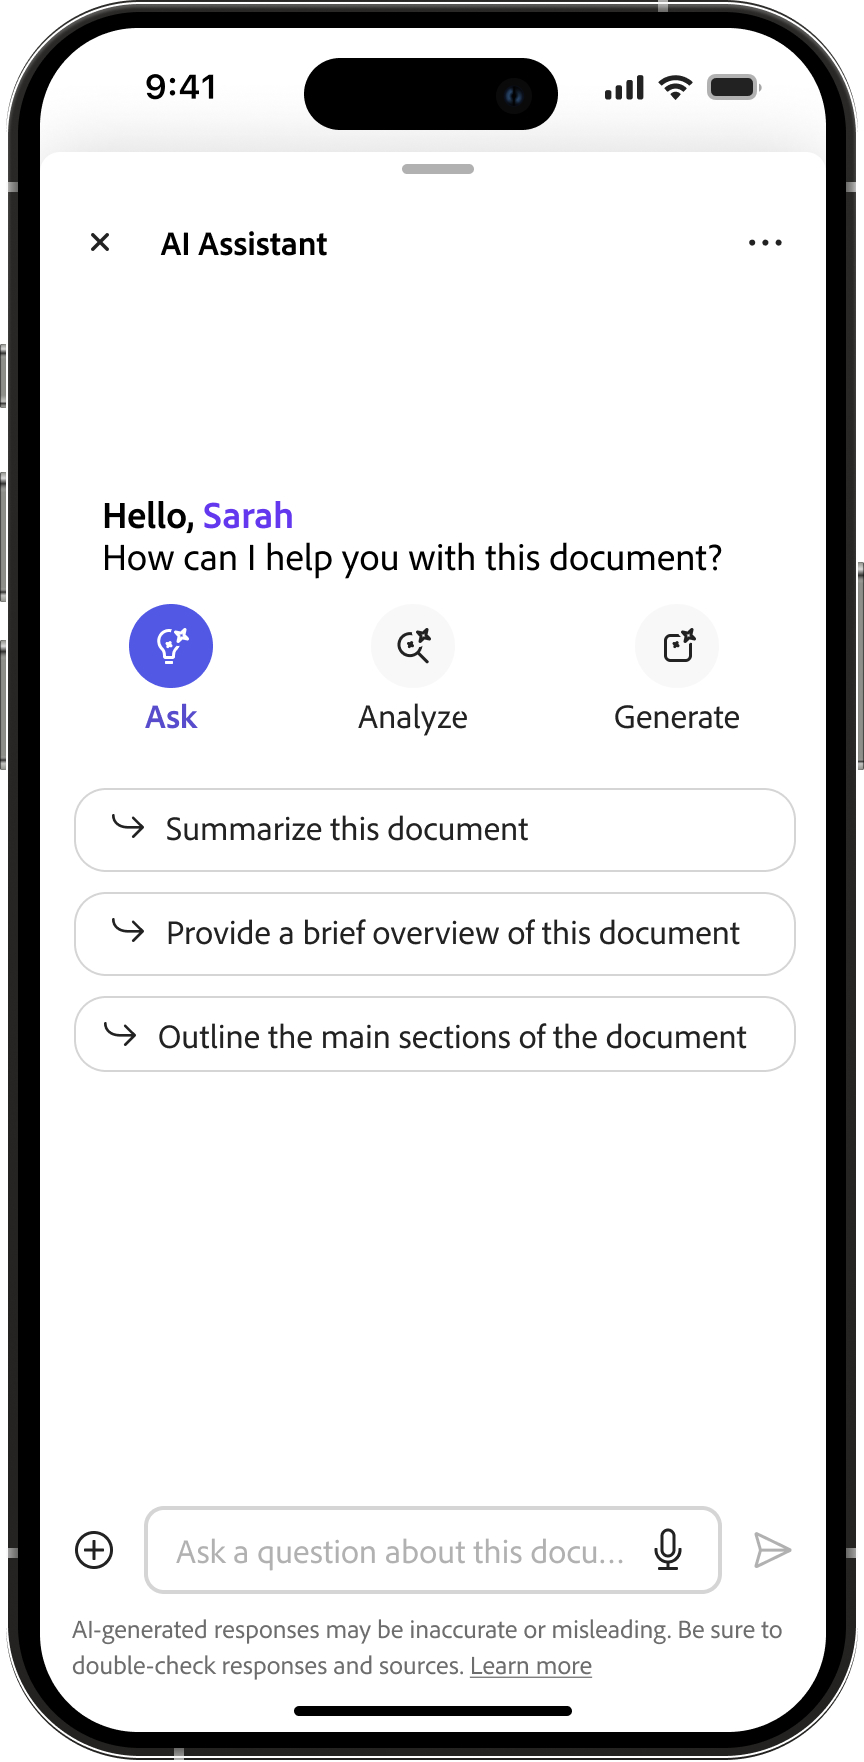 9:41
AI Assistant
Hello, Sarah
How can I help you with this document?
Ask
Analyze
Generate
Summarize this document
Provide a brief overview of this document
Outline the main sections of the document
Ask a question about this docu...
AI-generated responses may be inaccurate or misleading. Be sure to
double-check responses and sources. Learn more